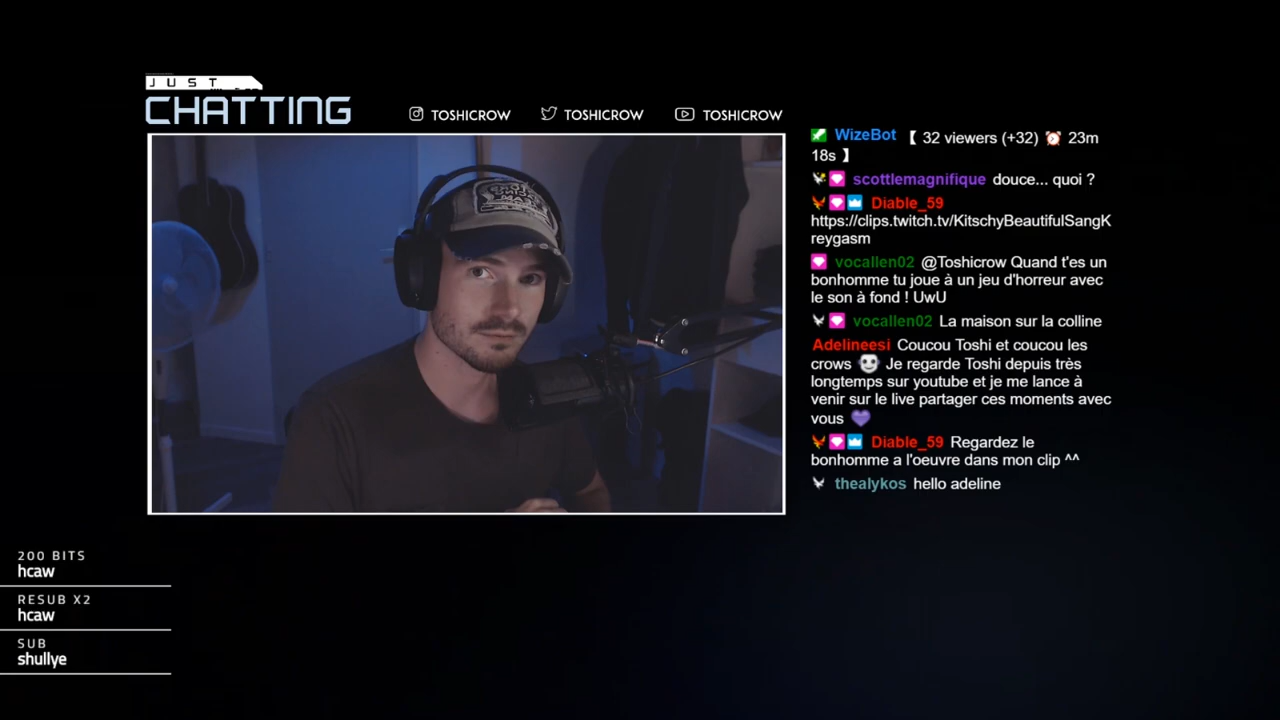 JUST
CHATTING
TOSHICROW TOSHICROW TOSHICROW
WizeBot 【 32 viewers (+32) ⏰ 23m
18s 】
scottlemagnifique douce... quoi ?
Diable_59
https://clips.twitch.tv/KitschyBeautifulSangK
reygasm
vocallen02 @Toshicrow Quand t'es un
bonhomme tu joue à un jeu d'horreur avec
le son à fond ! UwU
vocallen02 La maison sur la colline
Adelineesi Coucou Toshi et coucou les
crows Je regarde Toshi depuis très
longtemps sur youtube et je me lance à
venir sur le live partager ces moments avec
vous 💜
Diable_59 Regardez le
bonhomme a l'oeuvre dans mon clip ^^
thealykos hello adeline
200 BITS
hcaw
RESUB X2
hcaw
SUB
shullye